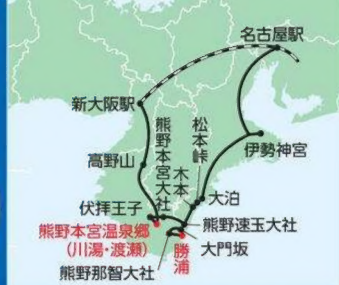 名古屋駅
新大阪駅
伊勢神宮
高野山
熊野本宮大社
松本峠
木本
大泊
伏拝王子
熊野速玉大社
熊野本宮温泉郷
(川湯・渡瀬)
勝浦
大門坂
熊野那智大社